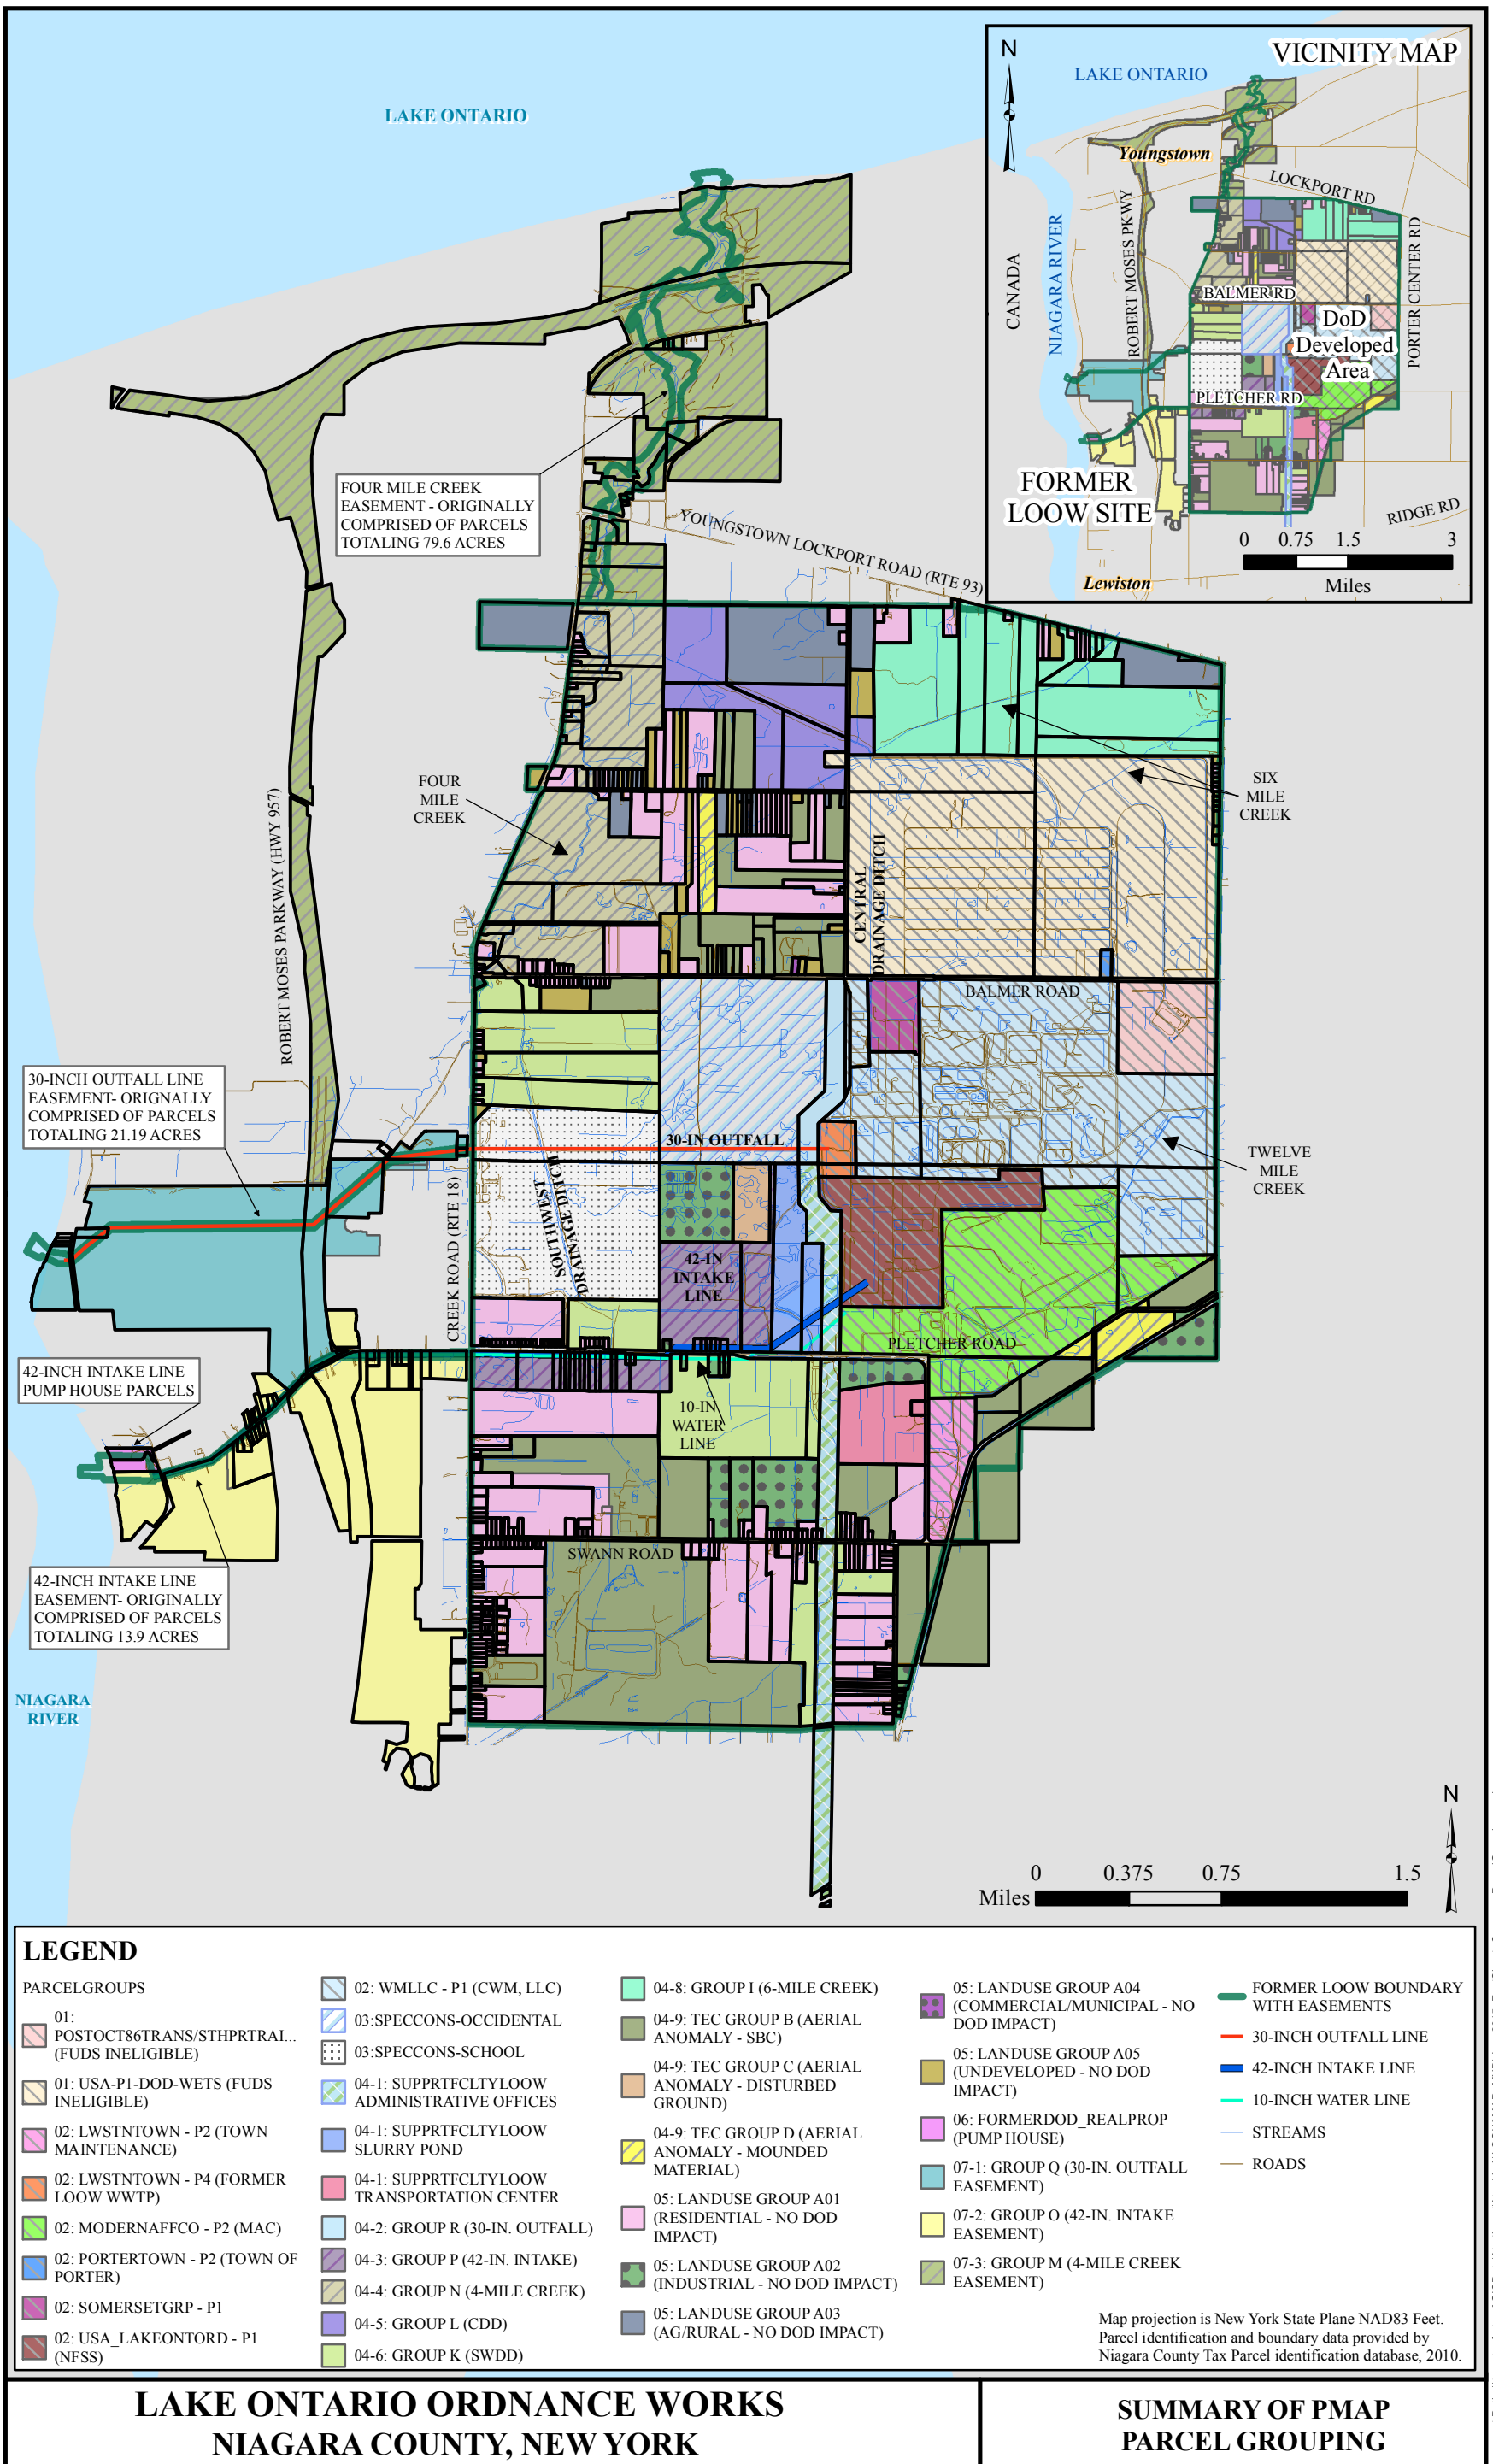 LAKE ONTARIO
N
VICINITY MAP
LAKE ONTARIO
Youngstown
LOCKPORT RD
NIAGARA RIVER
CANADA
ROBERT MOSES PKWY
PORTER CENTER RD
BALMER RD
DoD
Developed
Area
PLETCHER RD
FORMER
LOOW SITE
RIDGE RD
Lewiston
0 0.75 1.5 3
Miles
FOUR MILE CREEK
EASEMENT - ORIGINALLY
COMPRISED OF PARCELS
TOTALING 79.6 ACRES
YOUNGSTOWN LOCKPORT ROAD (RTE 93)
FOUR
MILE
CREEK
SIX
MILE
CREEK
ROBERT MOSES PARKWAY (HWY 957)
CENTRAL
DRAINAGE DITCH
BALMER ROAD
30-INCH OUTFALL LINE
EASEMENT- ORIGNALLY
COMPRISED OF PARCELS
TOTALING 21.19 ACRES
30-IN OUTFALL
TWELVE
MILE
CREEK
CREEK ROAD (RTE 18)
SOUTHWEST
DRAINAGE DITCH
42-IN
INTAKE
LINE
PLETCHER ROAD
42-INCH INTAKE LINE
PUMP HOUSE PARCELS
10-IN
WATER
LINE
SWANN ROAD
42-INCH INTAKE LINE
EASEMENT- ORIGINALLY
COMPRISED OF PARCELS
TOTALING 13.9 ACRES
NIAGARA
RIVER
N
0 0.375 0.75 1.5
Miles
LEGEND
PARCELGROUPS
01:
POSTOCT86TRANS/STHPRTRAI...
(FUDS INELIGIBLE)
01: USA-P1-DOD-WETS (FUDS
INELIGIBLE)
02: LWSTNTOWN - P2 (TOWN
MAINTENANCE)
02: LWSTNTOWN - P4 (FORMER
LOOW WWTP)
02: MODERNAFFCO - P2 (MAC)
02: PORTERTOWN - P2 (TOWN OF
PORTER)
02: SOMERSETGRP - P1
02: USA_LAKEONTORD - P1
(NFSS)
02: WMLLC - P1 (CWM, LLC)
03:SPECCONS-OCCIDENTAL
03:SPECCONS-SCHOOL
04-1: SUPPRTFCLTYLOOW
ADMINISTRATIVE OFFICES
04-1: SUPPRTFCLTYLOOW
SLURRY POND
04-1: SUPPRTFCLTYLOOW
TRANSPORTATION CENTER
04-2: GROUP R (30-IN. OUTFALL)
04-3: GROUP P (42-IN. INTAKE)
04-4: GROUP N (4-MILE CREEK)
04-5: GROUP L (CDD)
04-6: GROUP K (SWDD)
04-8: GROUP I (6-MILE CREEK)
04-9: TEC GROUP B (AERIAL
ANOMALY - SBC)
04-9: TEC GROUP C (AERIAL
ANOMALY - DISTURBED
GROUND)
04-9: TEC GROUP D (AERIAL
ANOMALY - MOUNDED
MATERIAL)
05: LANDUSE GROUP A01
(RESIDENTIAL - NO DOD
IMPACT)
05: LANDUSE GROUP A02
(INDUSTRIAL - NO DOD IMPACT)
05: LANDUSE GROUP A03
(AG/RURAL - NO DOD IMPACT)
05: LANDUSE GROUP A04
(COMMERCIAL/MUNICIPAL - NO
DOD IMPACT)
05: LANDUSE GROUP A05
(UNDEVELOPED - NO DOD
IMPACT)
06: FORMERDOD_REALPROP
(PUMP HOUSE)
07-1: GROUP Q (30-IN. OUTFALL
EASEMENT)
07-2: GROUP O (42-IN. INTAKE
EASEMENT)
07-3: GROUP M (4-MILE CREEK
EASEMENT)
FORMER LOOW BOUNDARY
WITH EASEMENTS
30-INCH OUTFALL LINE
42-INCH INTAKE LINE
10-INCH WATER LINE
STREAMS
ROADS
Map projection is New York State Plane NAD83 Feet.
Parcel identification and boundary data provided by
Niagara County Tax Parcel identification database, 2010.
LAKE ONTARIO ORDNANCE WORKS
NIAGARA COUNTY, NEW YORK
SUMMARY OF PMAP
PARCEL GROUPING